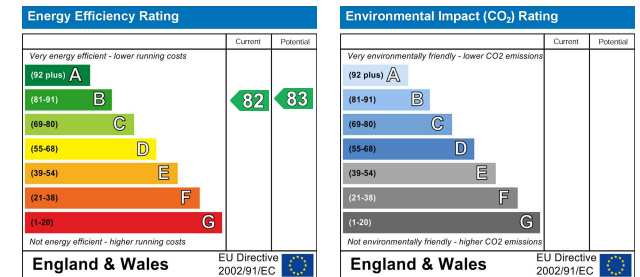 Energy Efficiency Rating
Current Potential
Very energy efficient - lower running costs
(92 plus) A
(81-91) B 82 83
(69-80) C
(55-68) D
(39-54) E
(21-38) F
(1-20) G
Not energy efficient - higher running costs
England & Wales
EU Directive
2002/91/EC
Environmental Impact (CO₂) Rating
Current Potential
Very environmentally friendly - lower CO2 emissions
(92 plus) A
(81-91) B
(69-80) C
(55-68) D
(39-54) E
(21-38) F
(1-20) G
Not environmentally friendly - higher CO2 emissions
England & Wales
EU Directive
2002/91/EC